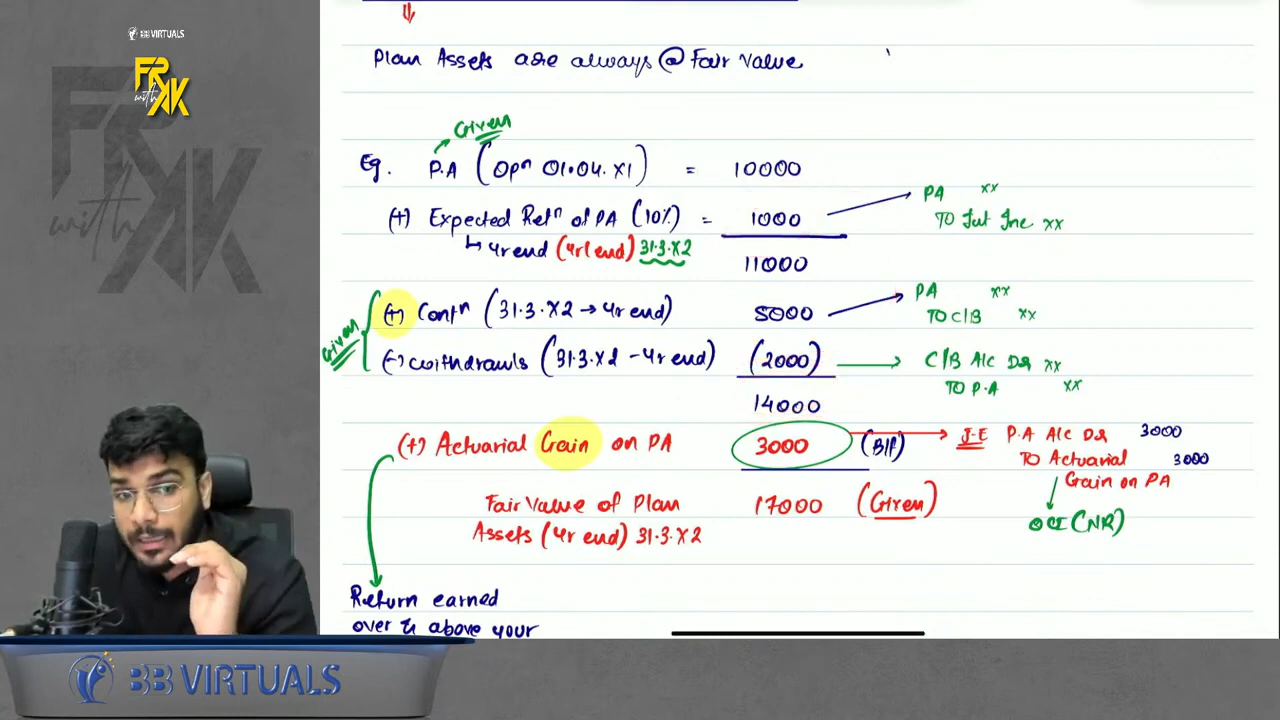 BB VIRTUALS
FR
with
AK
FR AK
with
Plan Assets are always @ Fair Value
Given
Eg. P.A (Opn 01.04.X1) = 10000
(+) Expected Retn of PA (10%) = 1000
PA xx
TO Int Inc xx
↳ yr end (yr end) 31.3.X2
11000
Given
(+) Contn (31.3.X2 → yr end) 5000
PA xx
TO C/B xx
(-) withdrawls (31.3.X2 - yr end) (2000)
C/B A/c Dr xx
TO P.A xx
14000
(+) Actuarial Gain on PA 3000 (B/F)
J.E P.A A/c Dr 3000
TO Actuarial 3000
Gain on PA
OCI (NR)
Fair Value of Plan 17000 (Given)
Assets (yr end) 31.3.X2
Return earned
over & above your
BB VIRTUALS